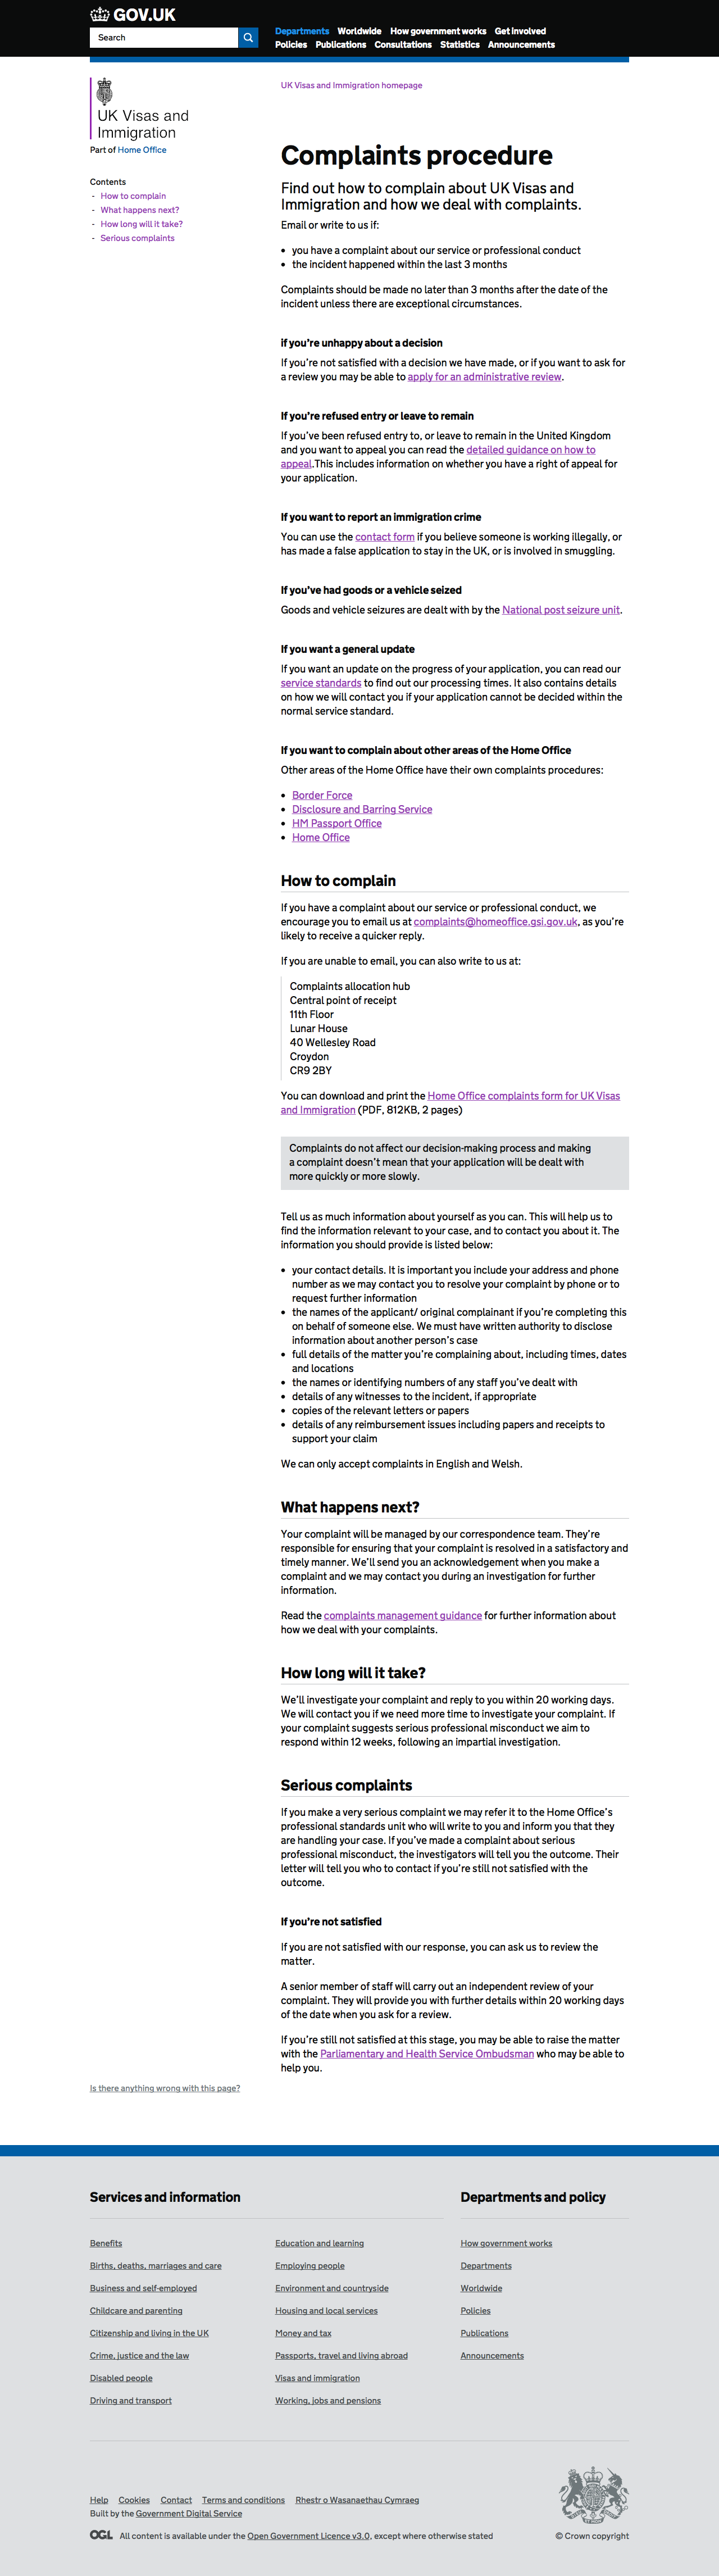 GOV.UK
Search
Departments Worldwide How government works Get involved
Policies Publications Consultations Statistics Announcements
UK Visas and Immigration homepage
UK Visas and
Immigration
Part of Home Office
Contents
- How to complain
- What happens next?
- How long will it take?
- Serious complaints
Complaints procedure
Find out how to complain about UK Visas and
Immigration and how we deal with complaints.
Email or write to us if:
• you have a complaint about our service or professional conduct
• the incident happened within the last 3 months
Complaints should be made no later than 3 months after the date of the
incident unless there are exceptional circumstances.
if you're unhappy about a decision
If you're not satisfied with a decision we have made, or if you want to ask for
a review you may be able to apply for an administrative review.
If you're refused entry or leave to remain
If you've been refused entry to, or leave to remain in the United Kingdom
and you want to appeal you can read the detailed guidance on how to
appeal.This includes information on whether you have a right of appeal for
your application.
If you want to report an immigration crime
You can use the contact form if you believe someone is working illegally, or
has made a false application to stay in the UK, or is involved in smuggling.
If you've had goods or a vehicle seized
Goods and vehicle seizures are dealt with by the National post seizure unit.
If you want a general update
If you want an update on the progress of your application, you can read our
service standards to find out our processing times. It also contains details
on how we will contact you if your application cannot be decided within the
normal service standard.
If you want to complain about other areas of the Home Office
Other areas of the Home Office have their own complaints procedures:
• Border Force
• Disclosure and Barring Service
• HM Passport Office
• Home Office
How to complain
If you have a complaint about our service or professional conduct, we
encourage you to email us at complaints@homeoffice.gsi.gov.uk, as you're
likely to receive a quicker reply.
If you are unable to email, you can also write to us at:
Complaints allocation hub
Central point of receipt
11th Floor
Lunar House
40 Wellesley Road
Croydon
CR9 2BY
You can download and print the Home Office complaints form for UK Visas
and Immigration (PDF, 812KB, 2 pages)
Complaints do not affect our decision-making process and making
a complaint doesn't mean that your application will be dealt with
more quickly or more slowly.
Tell us as much information about yourself as you can. This will help us to
find the information relevant to your case, and to contact you about it. The
information you should provide is listed below:
• your contact details. It is important you include your address and phone
number as we may contact you to resolve your complaint by phone or to
request further information
• the names of the applicant/ original complainant if you're completing this
on behalf of someone else. We must have written authority to disclose
information about another person's case
• full details of the matter you're complaining about, including times, dates
and locations
• the names or identifying numbers of any staff you've dealt with
• details of any witnesses to the incident, if appropriate
• copies of the relevant letters or papers
• details of any reimbursement issues including papers and receipts to
support your claim
We can only accept complaints in English and Welsh.
What happens next?
Your complaint will be managed by our correspondence team. They're
responsible for ensuring that your complaint is resolved in a satisfactory and
timely manner. We'll send you an acknowledgement when you make a
complaint and we may contact you during an investigation for further
information.
Read the complaints management guidance for further information about
how we deal with your complaints.
How long will it take?
We'll investigate your complaint and reply to you within 20 working days.
We will contact you if we need more time to investigate your complaint. If
your complaint suggests serious professional misconduct we aim to
respond within 12 weeks, following an impartial investigation.
Serious complaints
If you make a very serious complaint we may refer it to the Home Office's
professional standards unit who will write to you and inform you that they
are handling your case. If you've made a complaint about serious
professional misconduct, the investigators will tell you the outcome. Their
letter will tell you who to contact if you're still not satisfied with the
outcome.
If you're not satisfied
If you are not satisfied with our response, you can ask us to review the
matter.
A senior member of staff will carry out an independent review of your
complaint. They will provide you with further details within 20 working days
of the date when you ask for a review.
If you're still not satisfied at this stage, you may be able to raise the matter
with the Parliamentary and Health Service Ombudsman who may be able to
help you.
Is there anything wrong with this page?
Services and information
Benefits
Births, deaths, marriages and care
Business and self-employed
Childcare and parenting
Citizenship and living in the UK
Crime, justice and the law
Disabled people
Driving and transport
Education and learning
Employing people
Environment and countryside
Housing and local services
Money and tax
Passports, travel and living abroad
Visas and immigration
Working, jobs and pensions
Departments and policy
How government works
Departments
Worldwide
Policies
Publications
Announcements
Help Cookies Contact Terms and conditions Rhestr o Wasanaethau Cymraeg
Built by the Government Digital Service
OGL All content is available under the Open Government Licence v3.0, except where otherwise stated
© Crown copyright